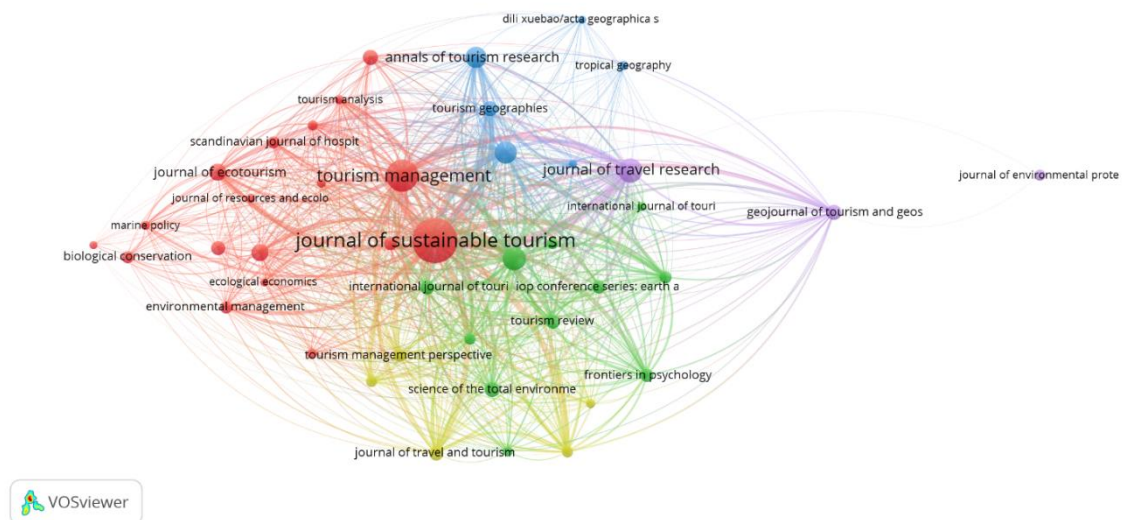 dili xuebao/acta geographica s
annals of tourism research
tropical geography
tourism analysis
tourism geographies
scandinavian journal of hospit
journal of ecotourism
tourism management
journal of travel research
journal of environmental prote
journal of resources and ecolo
international journal of touri
geojournal of tourism and geos
marine policy
journal of sustainable tourism
biological conservation
ecological economics
international journal of touri
iop conference series: earth a
environmental management
tourism review
tourism management perspective
frontiers in psychology
science of the total environme
journal of travel and tourism
VOSviewer